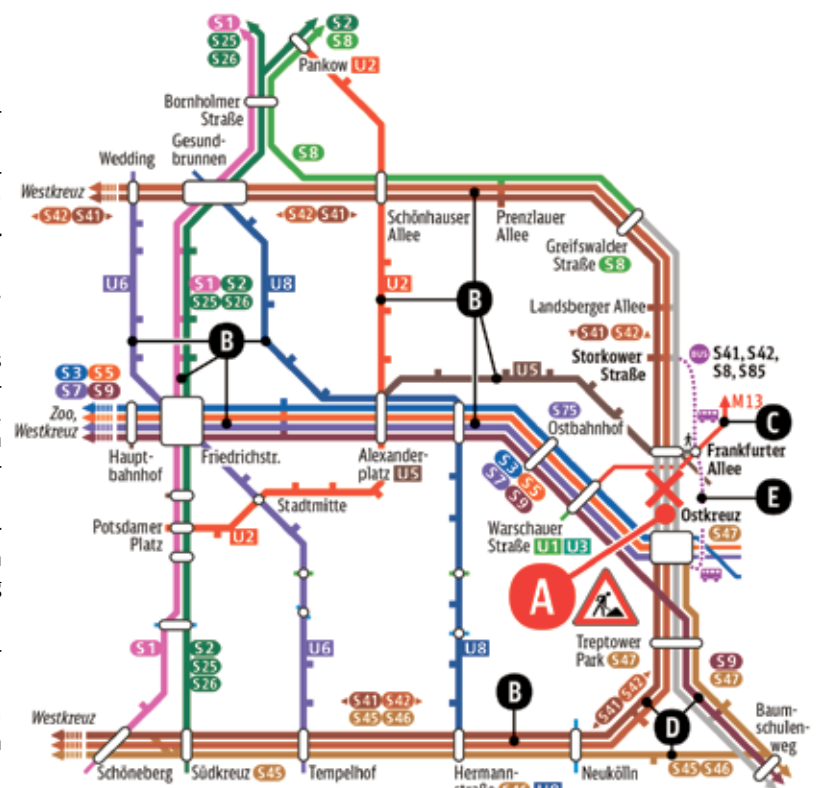 S1
S25
S26
S2
S8
Pankow U2
Bornholmer
Straße
Gesund-
brunnen
S8
Wedding
Westkreuz
S42 S41
S42 S41
Schönhauser
Allee
Prenzlauer
Allee
Greifswalder
Straße S8
U6
S1 S2
S25 S26
U8
U2
B
B
Landsberger Allee
S41 S42
Storkower
Straße
BUS S41, S42,
S8, S85
S3 S5
S7 S9
U5
M13
C
Zoo,
Westkreuz
S75
Ostbahnhof
Haupt-
bahnhof
Friedrichstr.
Alexander-
platz U5
S3 S5
S7 S9
Frankfurter
Allee
E
Stadtmitte
Potsdamer
Platz
U2
Warschauer
Straße U1 U3
Ostkreuz
S47
A
S1
S2
S25
S26
U6
U8
Treptower
Park S47
S9
S47
S41 S42
S45 S46
B
S41 S42
D
Westkreuz
Baum-
schulen-
weg
Schöneberg
Südkreuz S45
Tempelhof
Hermann-
Neukölln
S45 S46